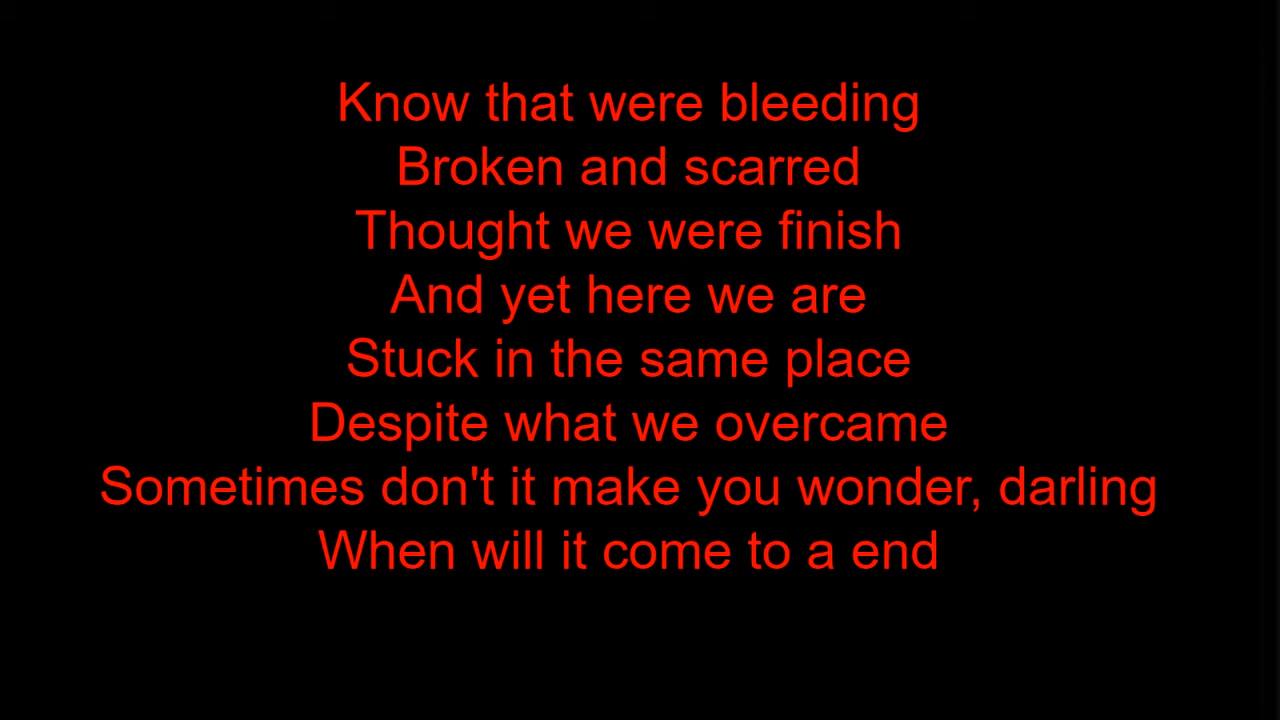 Know that were bleeding
Broken and scarred
Thought we were finish
And yet here we are
Stuck in the same place
Despite what we overcame
Sometimes don't it make you wonder, darling
When will it come to a end